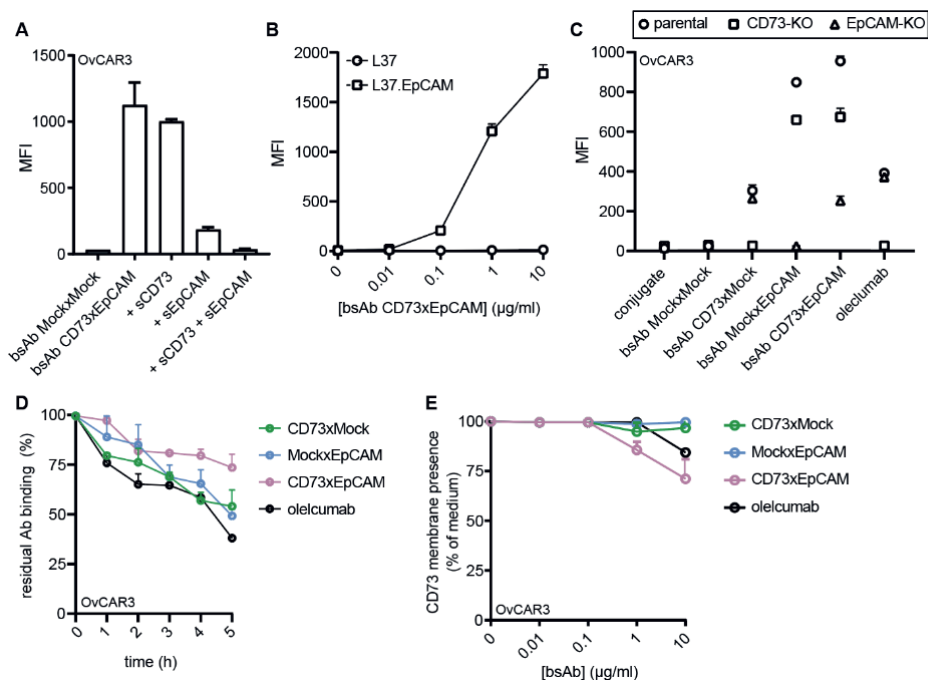 A
OvCAR3
MFI
1500
1000
500
0
bsAb MockxMock
bsAb CD73xEpCAM
+ sCD73
+ sEpCAM
+ sCD73 + sEpCAM
B
L37
L37.EpCAM
MFI
2000
1500
1000
500
0
0
0.01
0.1
1
10
[bsAb CD73xEpCAM] (µg/ml)
C
parental
CD73-KO
EpCAM-KO
OvCAR3
MFI
1000
800
600
400
200
0
conjugate
bsAb MockxMock
bsAb CD73xMock
bsAb MockxEpCAM
bsAb CD73xEpCAM
oleclumab
D
residual Ab binding (%)
100
75
50
25
0
OvCAR3
0
1
2
3
4
5
time (h)
CD73xMock
MockxEpCAM
CD73xEpCAM
olelcumab
E
CD73 membrane presence
(% of medium)
100
75
50
25
0
OvCAR3
0
0.01
0.1
1
10
[bsAb] (µg/ml)
CD73xMock
MockxEpCAM
CD73xEpCAM
olelcumab